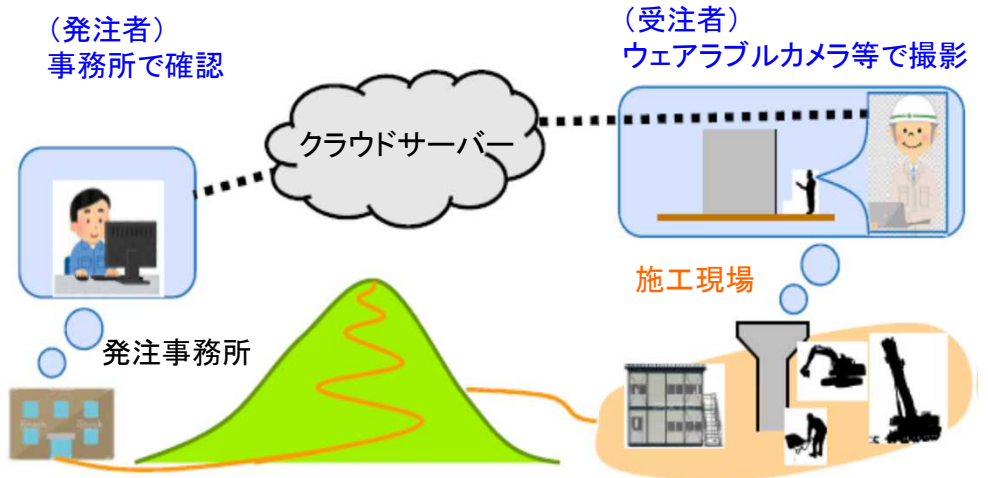 （発注者）
事務所で確認
（受注者）
ウェアラブルカメラ等で撮影
クラウドサーバー
施工現場
発注事務所